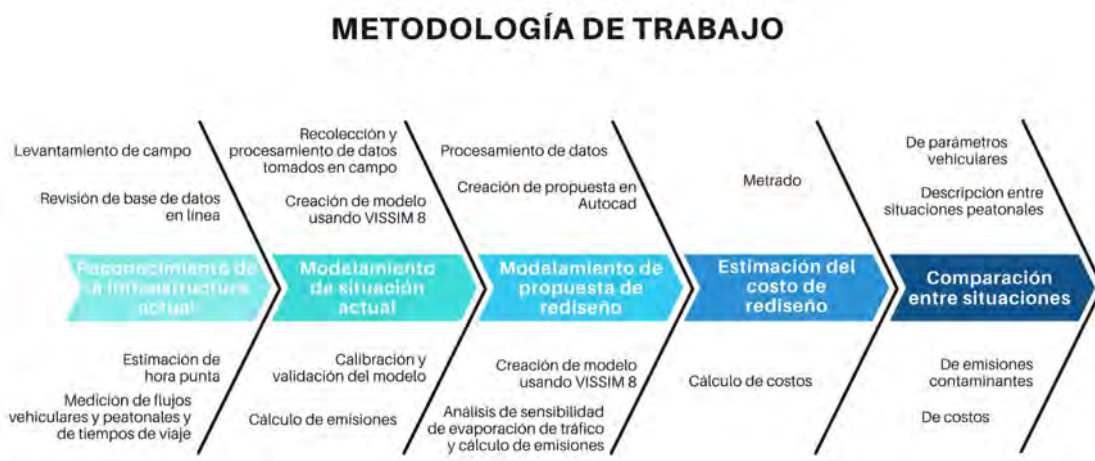 METODOLOGÍA DE TRABAJO
Levantamiento de campo
Revisión de base de datos
en línea
Reconocimiento de
la infraestructura
actual
Estimación de
hora punta
Medición de flujos
vehiculares y peatonales y
de tiempos de viaje
Recolección y
procesamiento de datos
tomados en campo
Creación de modelo
usando VISSIM 8
Modelamiento
de situación
actual
Calibración y
validación del modelo
Cálculo de emisiones
Procesamiento de datos
Creación de propuesta en
Autocad
Modelamiento de
propuesta de
rediseño
Creación de modelo
usando VISSIM 8
Análisis de sensibilidad
de evaporación de tráfico
y cálculo de emisiones
Metrado
Estimación del
costo de
rediseño
Cálculo de costos
De parámetros
vehiculares
Descripción entre
situaciones peatonales
Comparación
entre situaciones
De emisiones
contaminantes
De costos